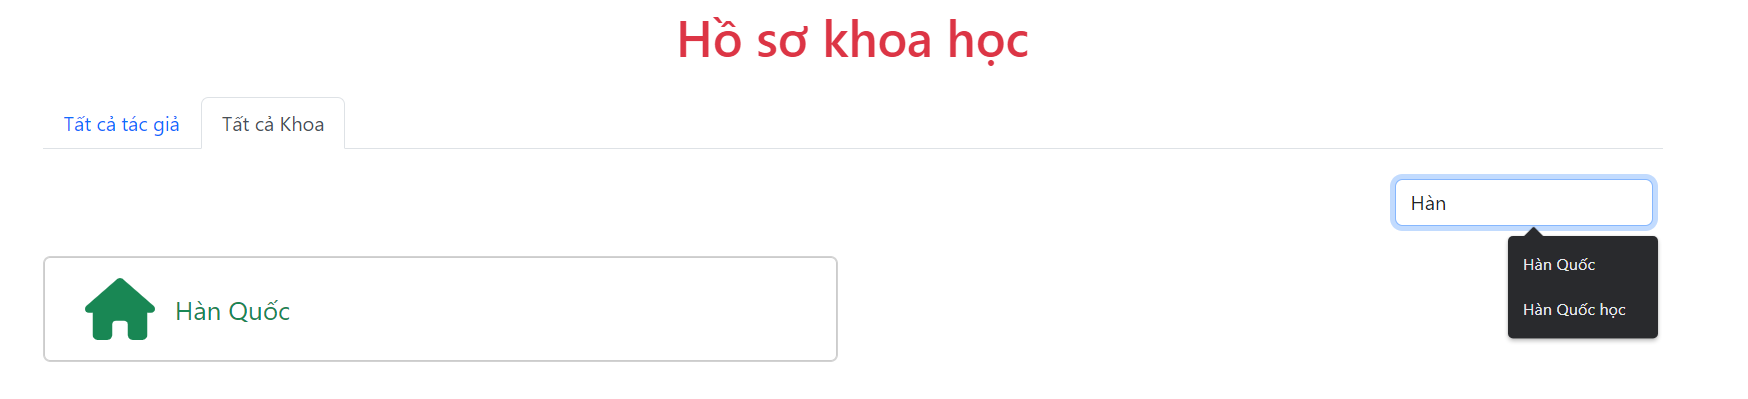 Hồ sơ khoa học
Tất cả tác giả
Tất cả Khoa
Hàn
Hàn Quốc
Hàn Quốc học
Hàn Quốc